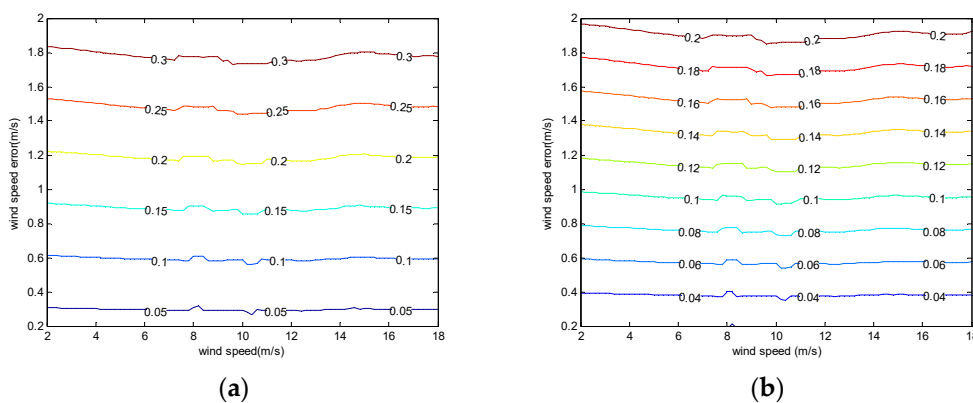 2
1.8
1.6
1.4
1.2
1
0.8
0.6
0.4
0.2
wind speed error(m/s)
0.3 0.3 0.3
0.25 0.25 0.25
0.2 0.2 0.2
0.15 0.15 0.15
0.1 0.1 0.1
0.05 0.05 0.05
2 4 6 8 10 12 14 16 18
wind speed(m/s)
(a)
2
1.8
1.6
1.4
1.2
1
0.8
0.6
0.4
0.2
wind speed error(m/s)
0.2 0.2 0.2
0.18 0.18 0.18
0.16 0.16 0.16
0.14 0.14 0.14
0.12 0.12 0.12
0.1 0.1 0.1
0.08 0.08 0.08
0.06 0.06 0.06
0.04 0.04 0.04
2 4 6 8 10 12 14 16 18
wind speed (m/s)
(b)